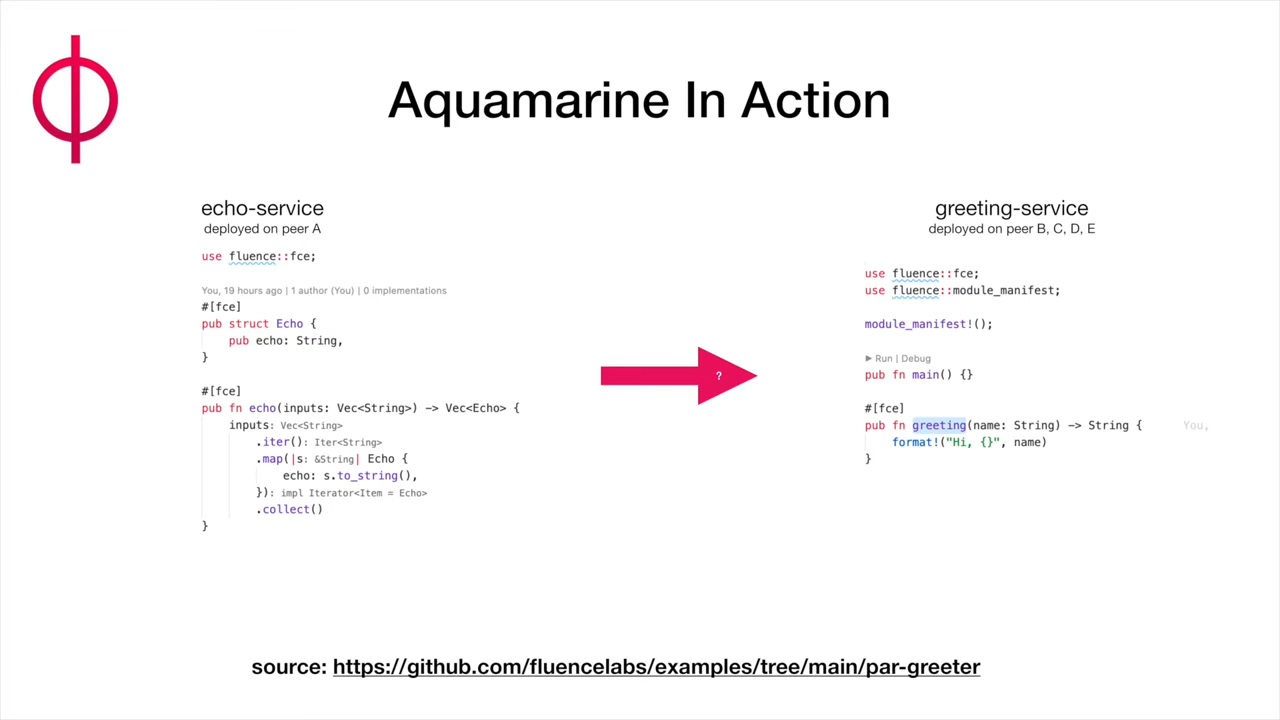 Aquamarine In Action
echo-service
deployed on peer A
use fluence::fce;
You, 19 hours ago | 1 author (You) | 0 implementations
#[fce]
pub struct Echo {
pub echo: String,
}
#[fce]
pub fn echo(inputs: Vec<String>) -> Vec<Echo> {
inputs: Vec<String>
.iter(): Iter<String>
.map(|s: &String| Echo {
echo: s.to_string(),
}): impl Iterator<Item = Echo>
.collect()
}
?
greeting-service
deployed on peer B, C, D, E
use fluence::fce;
use fluence::module_manifest;
module_manifest!();
▶ Run | Debug
pub fn main() {}
#[fce]
pub fn greeting(name: String) -> String { You,
format!("Hi, {}", name)
}
source: https://github.com/fluencelabs/examples/tree/main/par-greeter